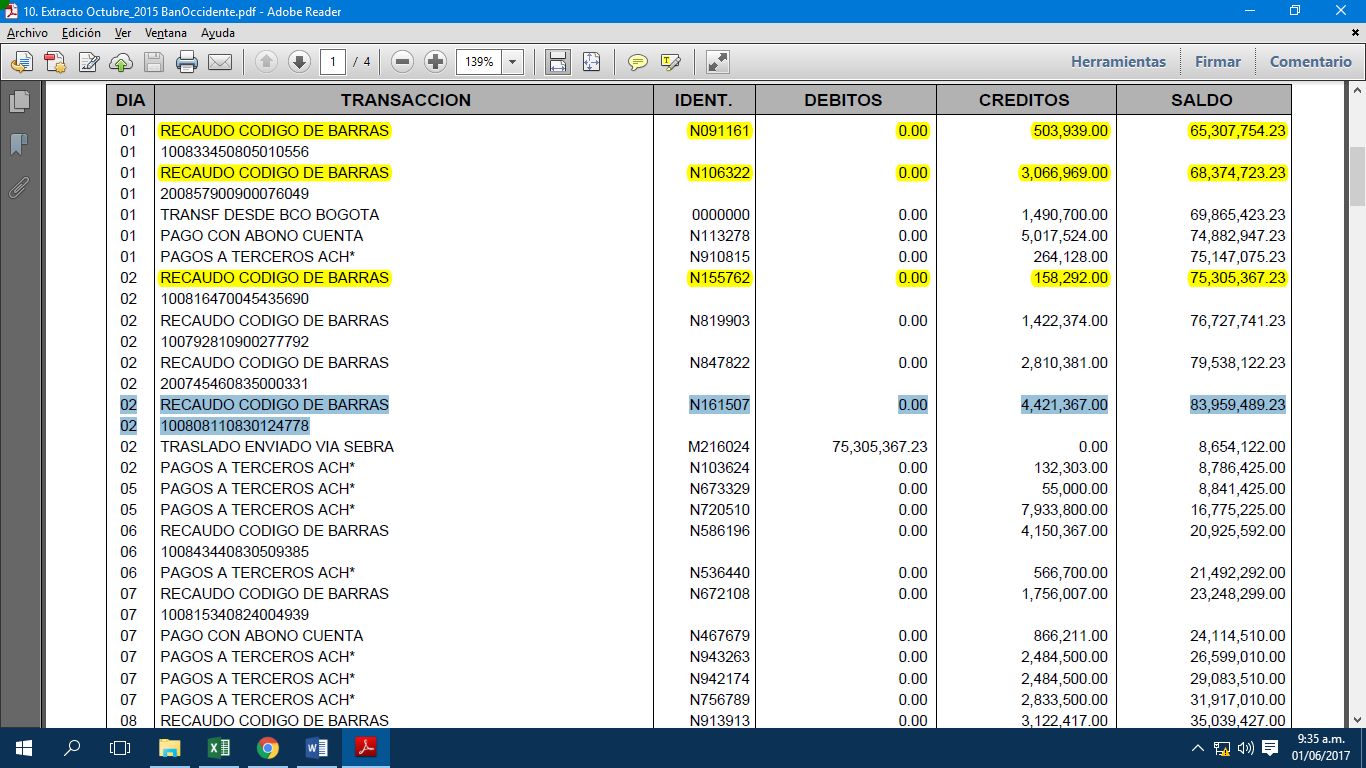 10. Extracto Octubre_2015 BanOccidente.pdf - Adobe Reader
Archivo Edición Ver Ventana Ayuda
1 / 4 139% Herramientas Firmar Comentario
DIA TRANSACCION IDENT. DEBITOS CREDITOS SALDO
01 RECAUDO CODIGO DE BARRAS N091161 0.00 503,939.00 65,307,754.23
01 100833450805010556
01 RECAUDO CODIGO DE BARRAS N106322 0.00 3,066,969.00 68,374,723.23
01 200857900900076049
01 TRANSF DESDE BCO BOGOTA 0000000 0.00 1,490,700.00 69,865,423.23
01 PAGO CON ABONO CUENTA N113278 0.00 5,017,524.00 74,882,947.23
01 PAGOS A TERCEROS ACH* N910815 0.00 264,128.00 75,147,075.23
02 RECAUDO CODIGO DE BARRAS N155762 0.00 158,292.00 75,305,367.23
02 100816470045435690
02 RECAUDO CODIGO DE BARRAS N819903 0.00 1,422,374.00 76,727,741.23
02 100792810900277792
02 RECAUDO CODIGO DE BARRAS N847822 0.00 2,810,381.00 79,538,122.23
02 200745460835000331
02 RECAUDO CODIGO DE BARRAS N161507 0.00 4,421,367.00 83,959,489.23
02 100808110830124778
02 TRASLADO ENVIADO VIA SEBRA M216024 75,305,367.23 0.00 8,654,122.00
02 PAGOS A TERCEROS ACH* N103624 0.00 132,303.00 8,786,425.00
05 PAGOS A TERCEROS ACH* N673329 0.00 55,000.00 8,841,425.00
05 PAGOS A TERCEROS ACH* N720510 0.00 7,933,800.00 16,775,225.00
06 RECAUDO CODIGO DE BARRAS N586196 0.00 4,150,367.00 20,925,592.00
06 100843440830509385
06 PAGOS A TERCEROS ACH* N536440 0.00 566,700.00 21,492,292.00
07 RECAUDO CODIGO DE BARRAS N672108 0.00 1,756,007.00 23,248,299.00
07 100815340824004939
07 PAGO CON ABONO CUENTA N467679 0.00 866,211.00 24,114,510.00
07 PAGOS A TERCEROS ACH* N943263 0.00 2,484,500.00 26,599,010.00
07 PAGOS A TERCEROS ACH* N942174 0.00 2,484,500.00 29,083,510.00
07 PAGOS A TERCEROS ACH* N756789 0.00 2,833,500.00 31,917,010.00
08 RECAUDO CODIGO DE BARRAS N913913 0.00 3,122,417.00 35,039,427.00
9:35 a.m.
01/06/2017